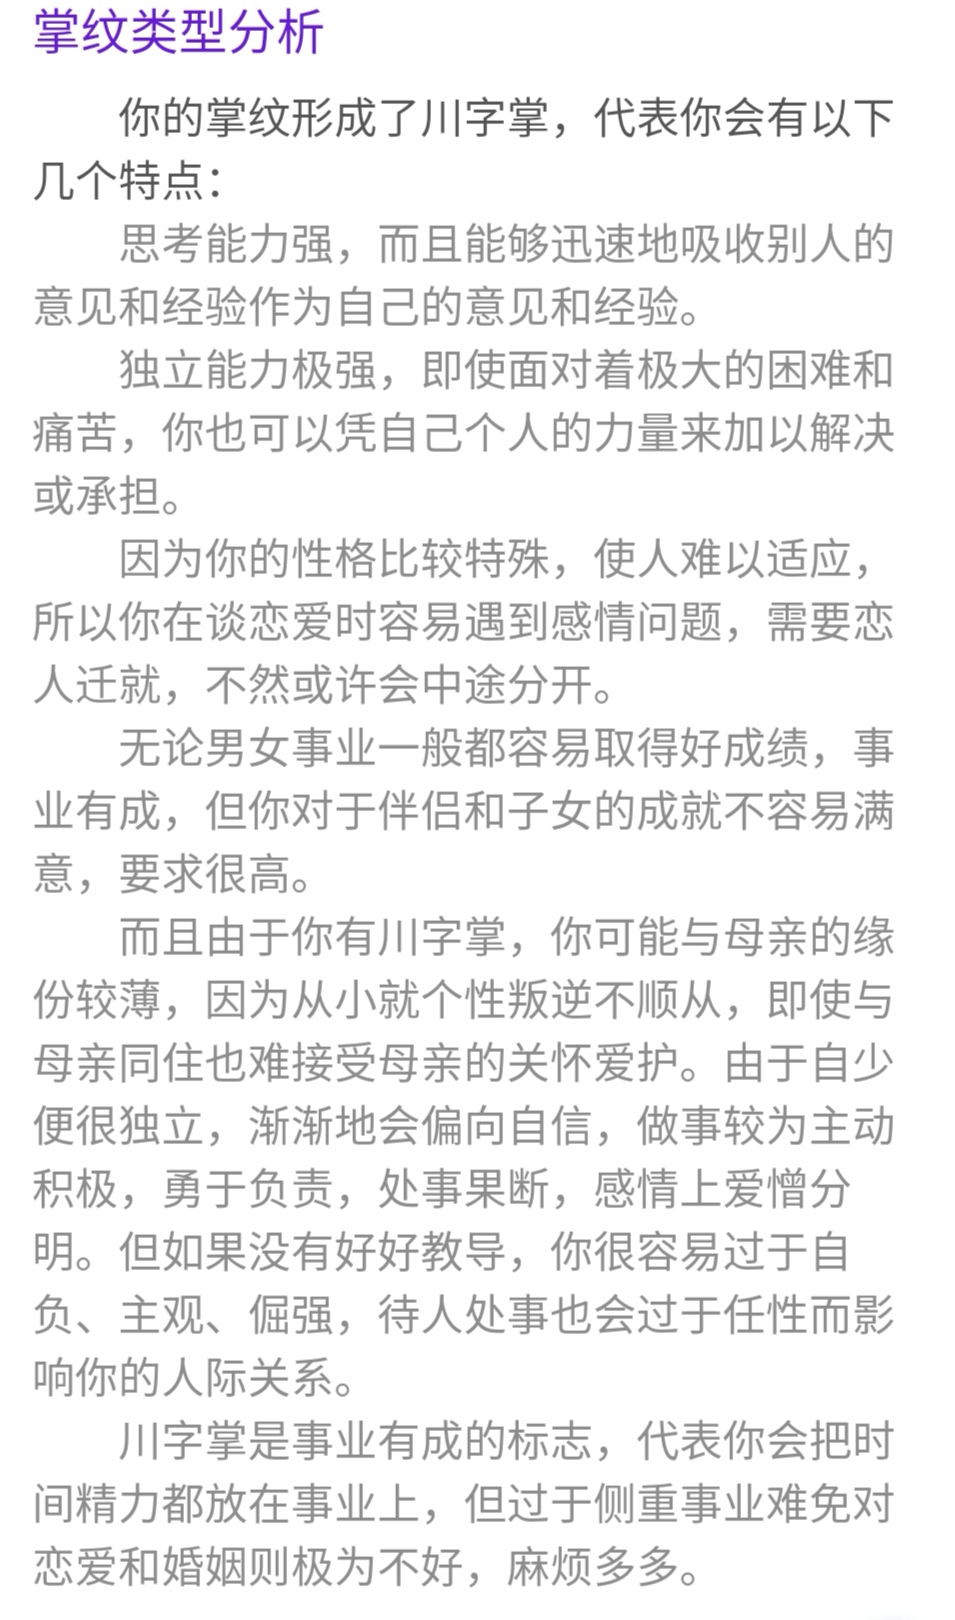 掌纹类型分析
你的掌纹形成了川字掌，代表你会有以下
几个特点：
思考能力强，而且能够迅速地吸收别人的
意见和经验作为自己的意见和经验。
独立能力极强，即使面对着极大的困难和
痛苦，你也可以凭自己个人的力量来加以解决
或承担。
因为你的性格比较特殊，使人难以适应，
所以你在谈恋爱时容易遇到感情问题，需要恋
人迁就，不然或许会中途分开。
无论男女事业一般都容易取得好成绩，事
业有成，但你对于伴侣和子女的成就不容易满
意，要求很高。
而且由于你有川字掌，你可能与母亲的缘
份较薄，因为从小就个性叛逆不顺从，即使与
母亲同住也难接受母亲的关怀爱护。由于自少
便很独立，渐渐地会偏向自信，做事较为主动
积极，勇于负责，处事果断，感情上爱憎分
明。但如果没有好好教导，你很容易过于自
负、主观、倔强，待人处事也会过于任性而影
响你的人际关系。
川字掌是事业有成的标志，代表你会把时
间精力都放在事业上，但过于侧重事业难免对
恋爱和婚姻则极为不好，麻烦多多。